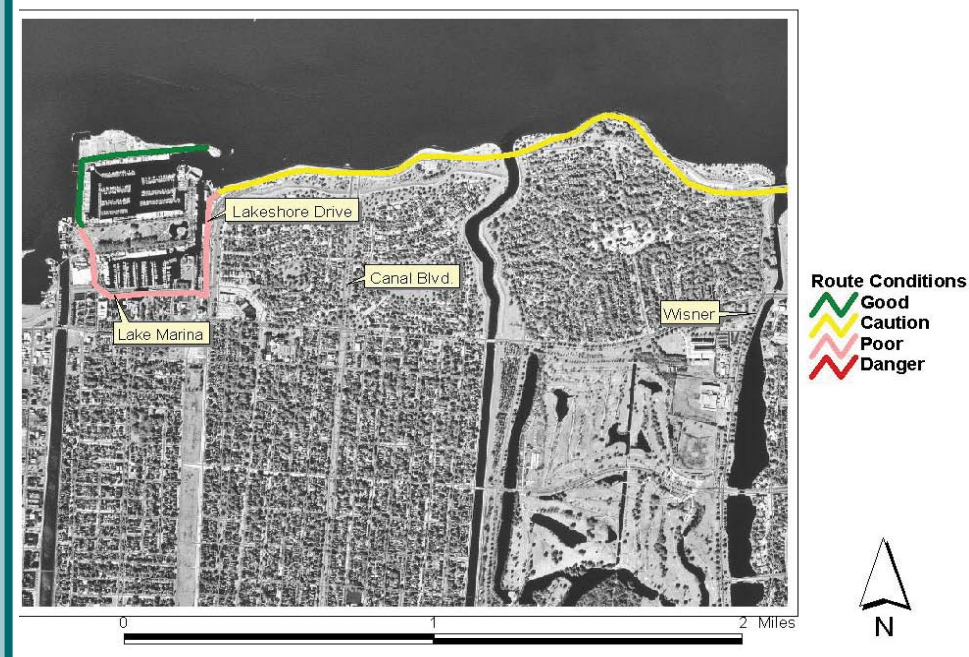 Lakeshore Drive
Canal Blvd.
Wisner
Lake Marina
Route Conditions
Good
Caution
Poor
Danger
N
0 1 2 Miles